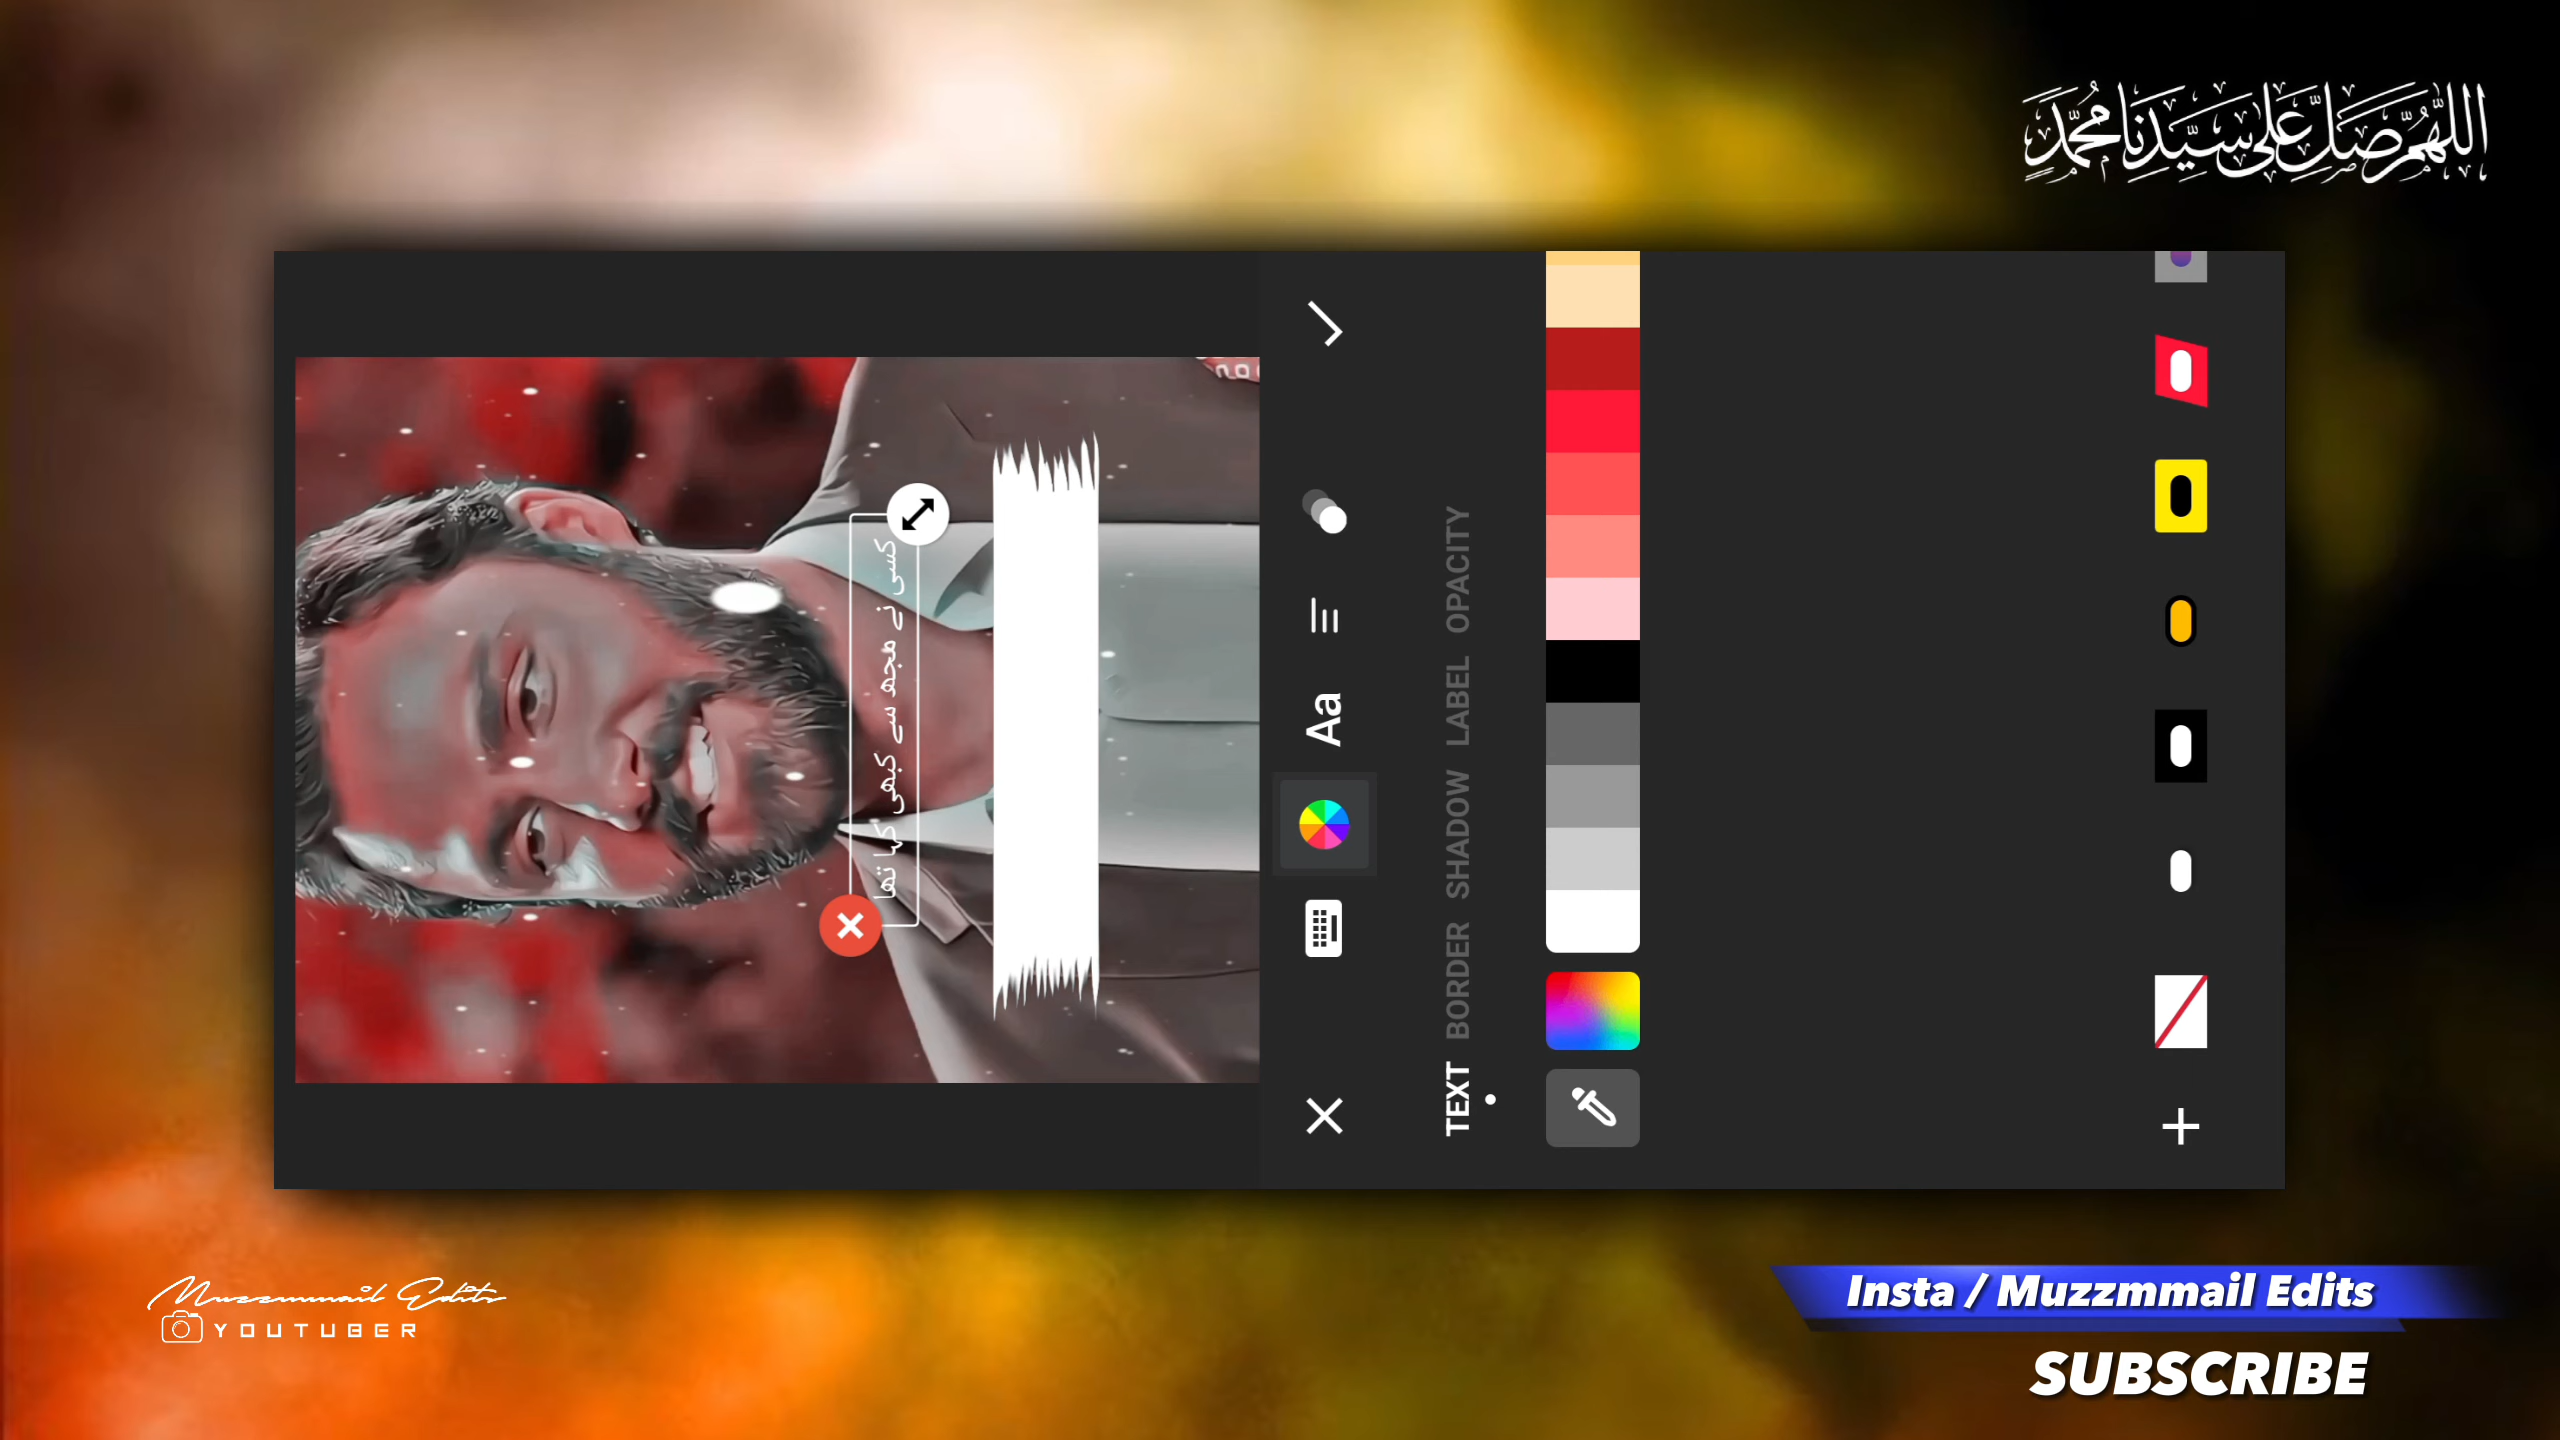 اللهم صل على سيدنا محمد
کسی نے مجھ سے کبھی کہا تھا
Aa
TEXT BORDER SHADOW LABEL OPACITY
Muzzmmail Edits
YOUTUBER
Insta / Muzzmmail Edits
SUBSCRIBE